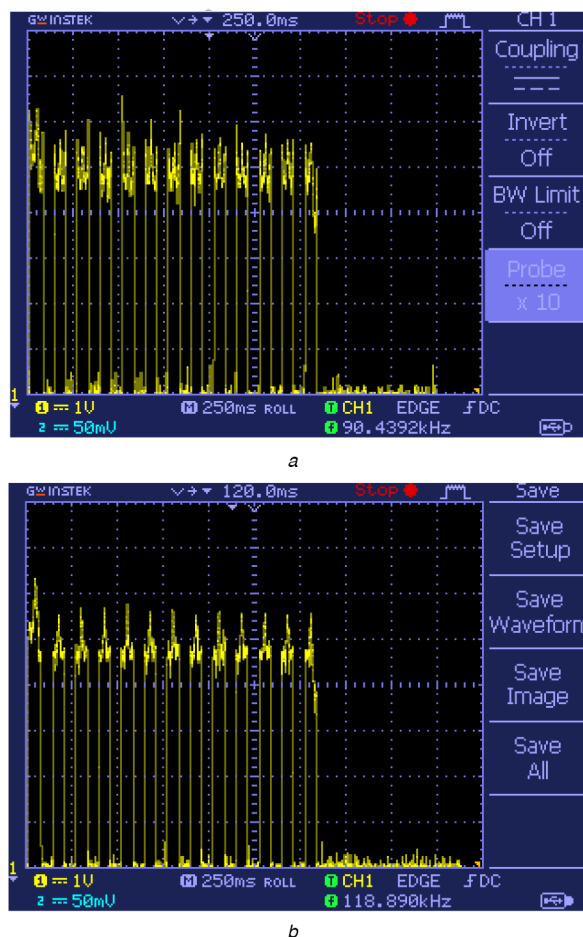 GW INSTEK 250.0ms Stop CH 1
Coupling
Invert
Off
BW Limit
Off
Probe
x 10
1
1 1V M 250ms ROLL T CH1 EDGE DC
2 50mV f 90.4392kHz
a
GW INSTEK 120.0ms Stop Save
Save
Setup
Save
Waveform
Save
Image
Save
All
1
1 1V M 250ms ROLL T CH1 EDGE DC
2 50mV f 118.890kHz
b